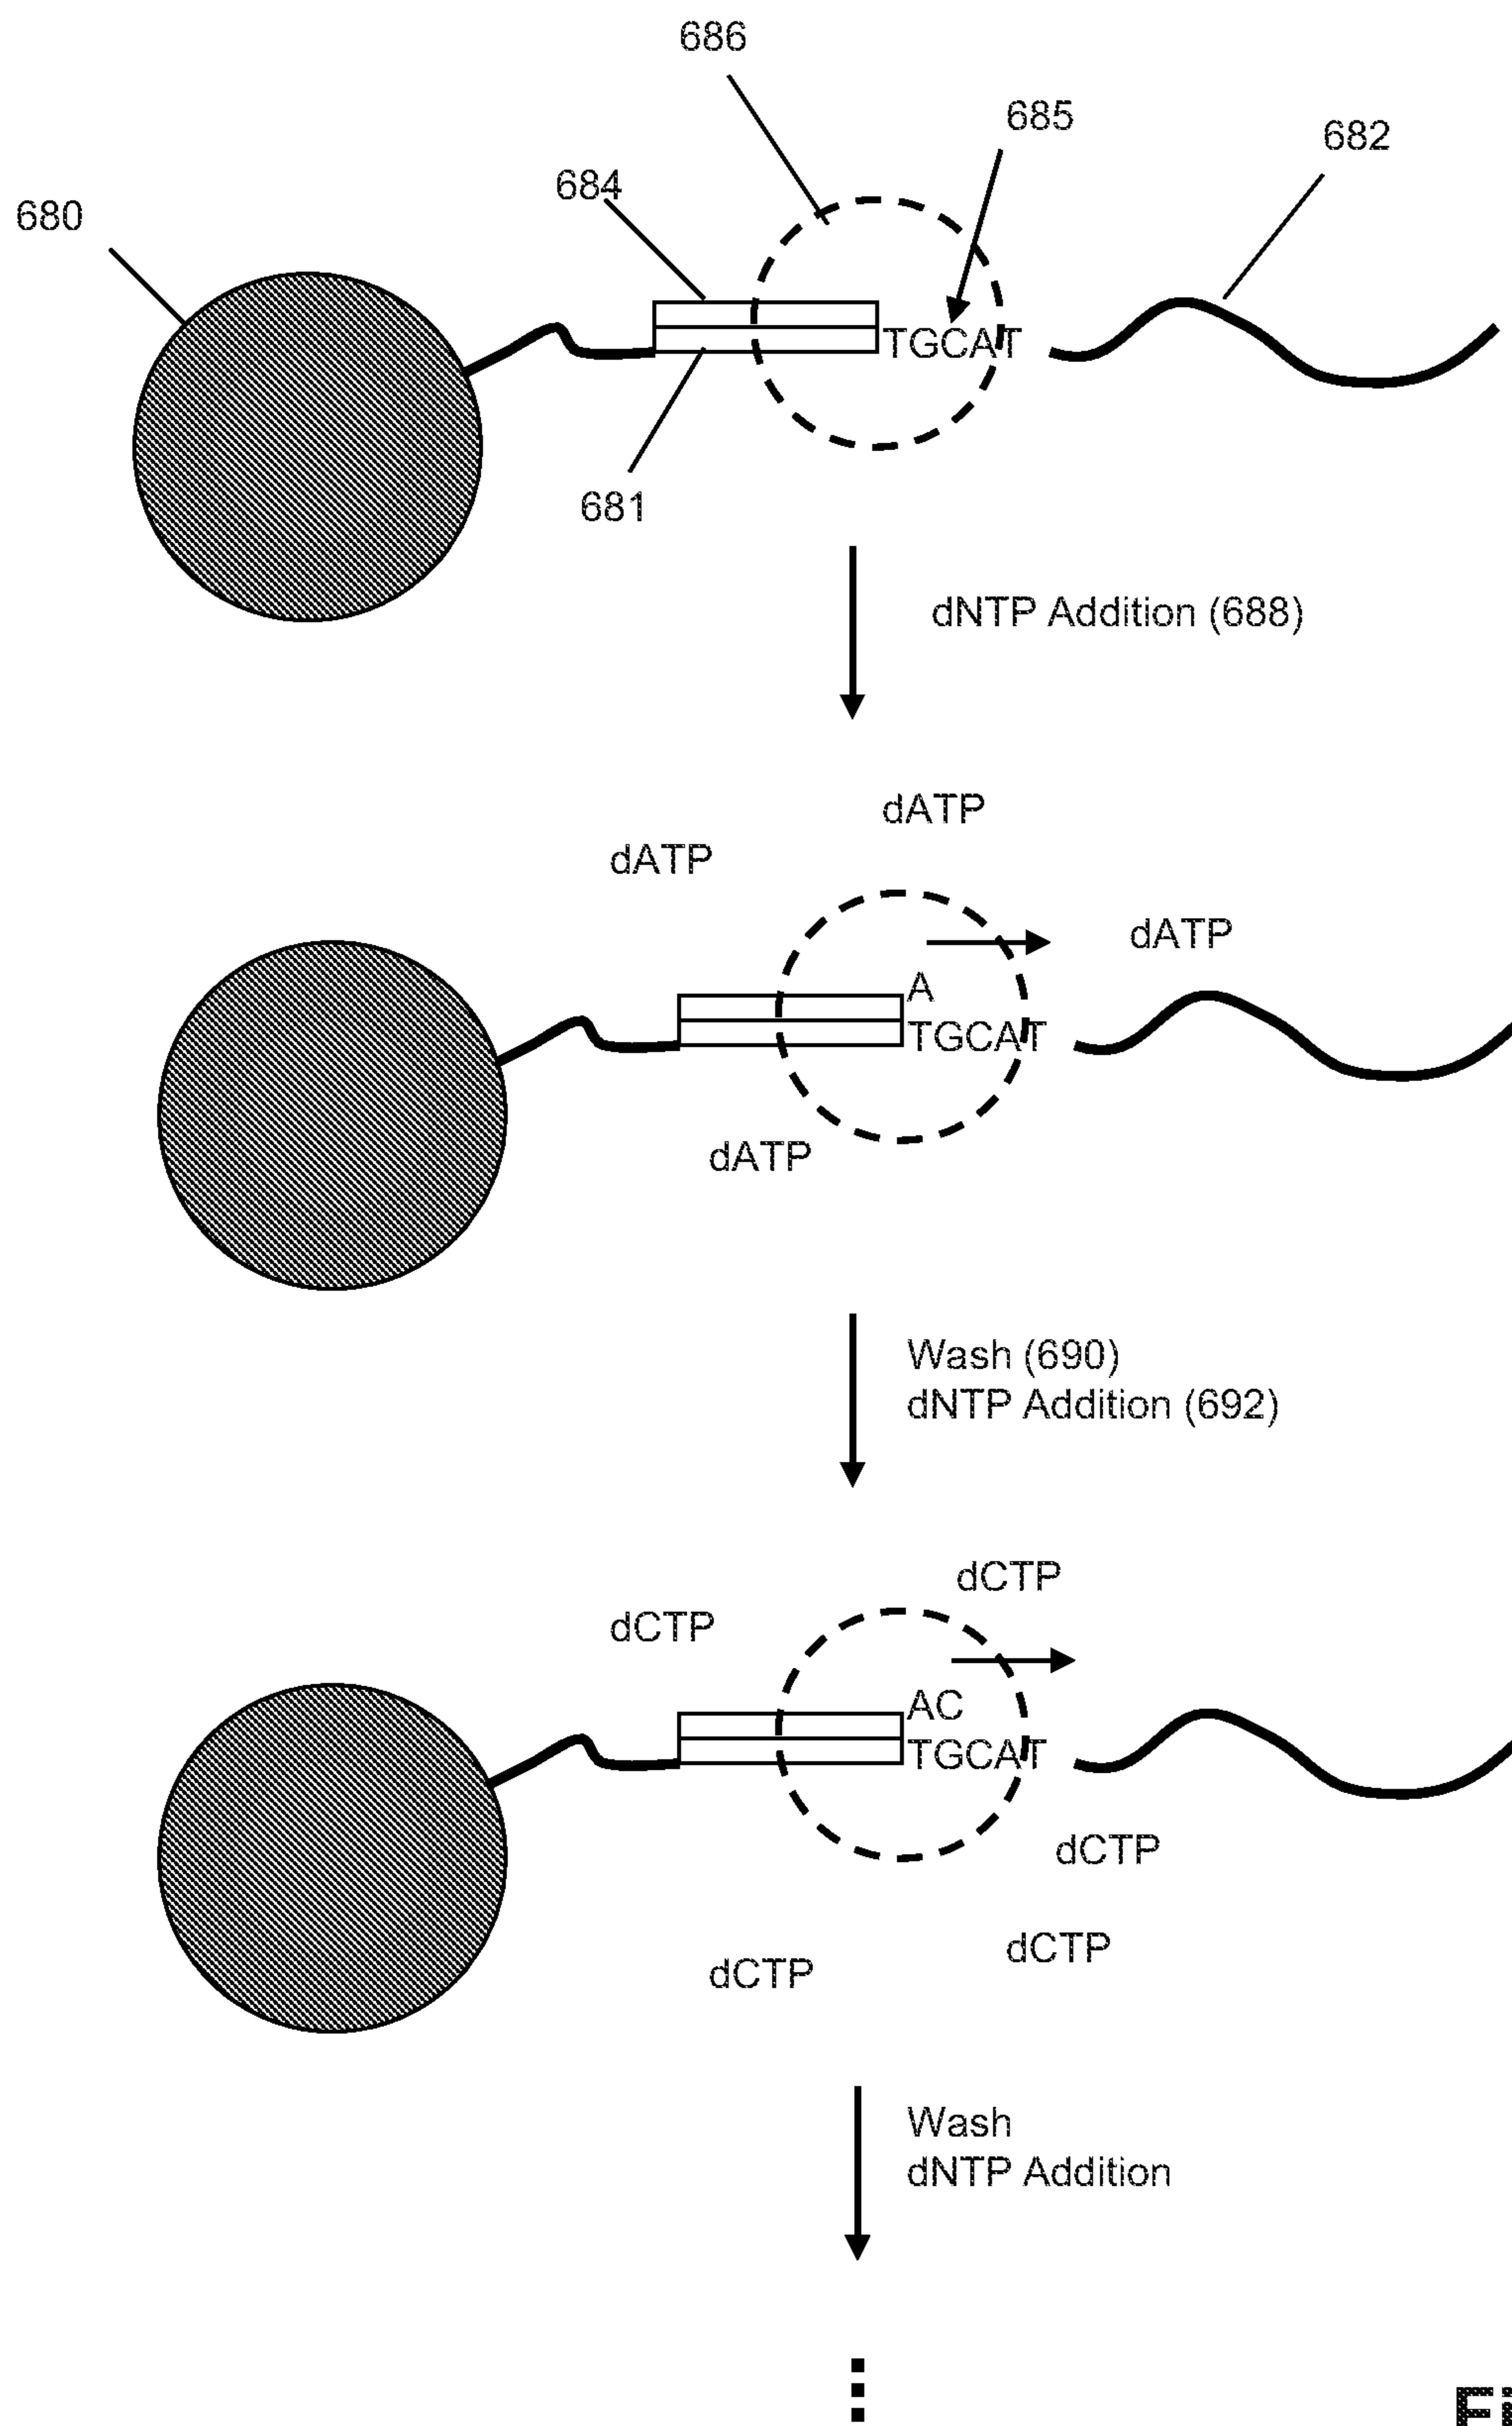 686
685
682
684
680
TGCAT
681
dNTP Addition (688)
dATP
dATP
dATP
A
TGCAT
dATP
Wash (690)
dNTP Addition (692)
dCTP
dCTP
AC
TGCAT
dCTP
dCTP
dCTP
Wash
dNTP Addition